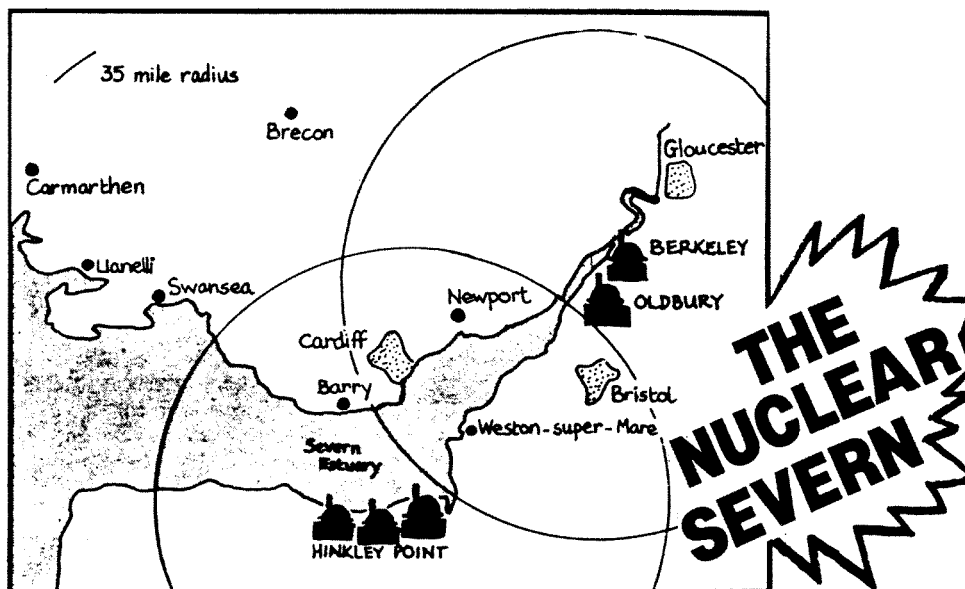 35 mile radius
Brecon
Gloucester
Carmarthen
BERKELEY
Llanelli
Swansea
OLDBURY
Newport
Cardiff
Barry
Bristol
Weston-super-Mare
Severn
Estuary
HINKLEY POINT
THE
NUCLEAR
SEVERN